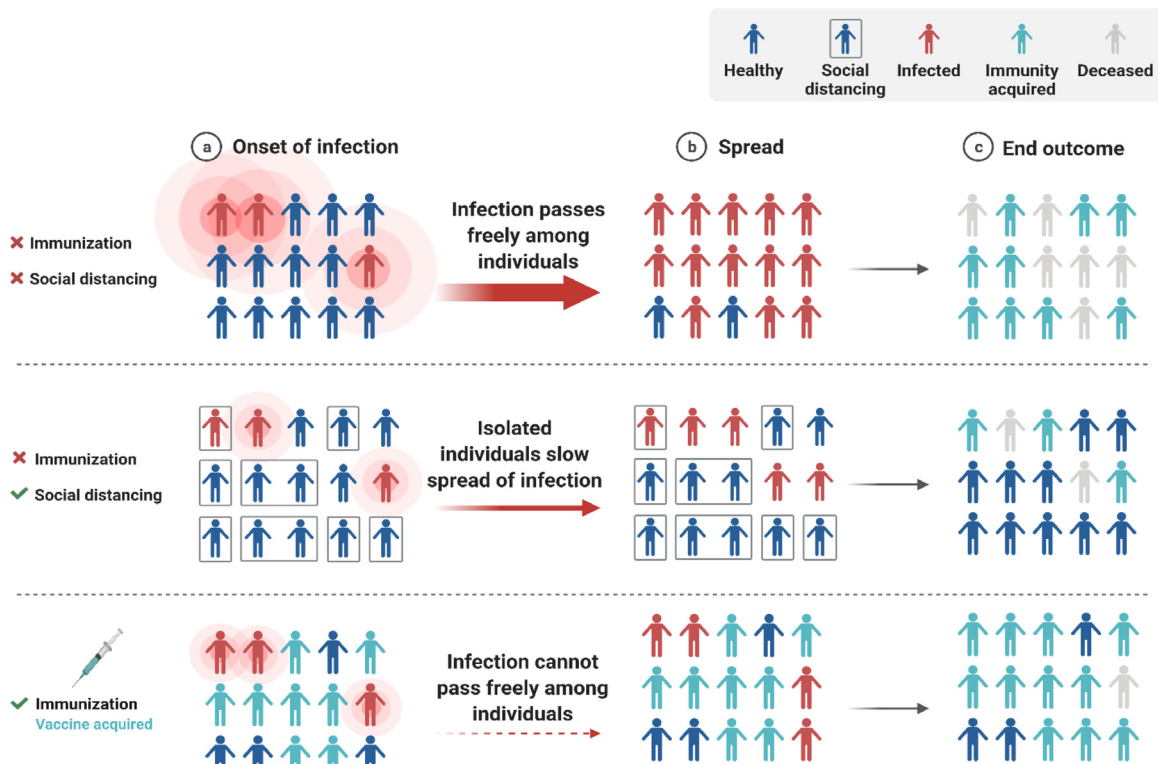 Healthy
Social
distancing
Infected
Immunity
acquired
Deceased
a Onset of infection
b Spread
c End outcome
Immunization
Social distancing
Infection passes
freely among
individuals
Immunization
Social distancing
Isolated
individuals slow
spread of infection
Immunization
Vaccine acquired
Infection cannot
pass freely among
individuals